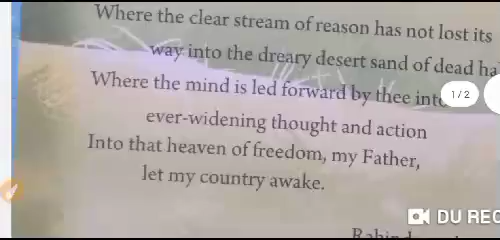 Where the clear stream of reason has not lost its
way into the dreary desert sand of dead ha
Where the mind is led forward by thee into
1/2
ever-widening thought and action
Into that heaven of freedom, my Father,
let my country awake.
DU REC